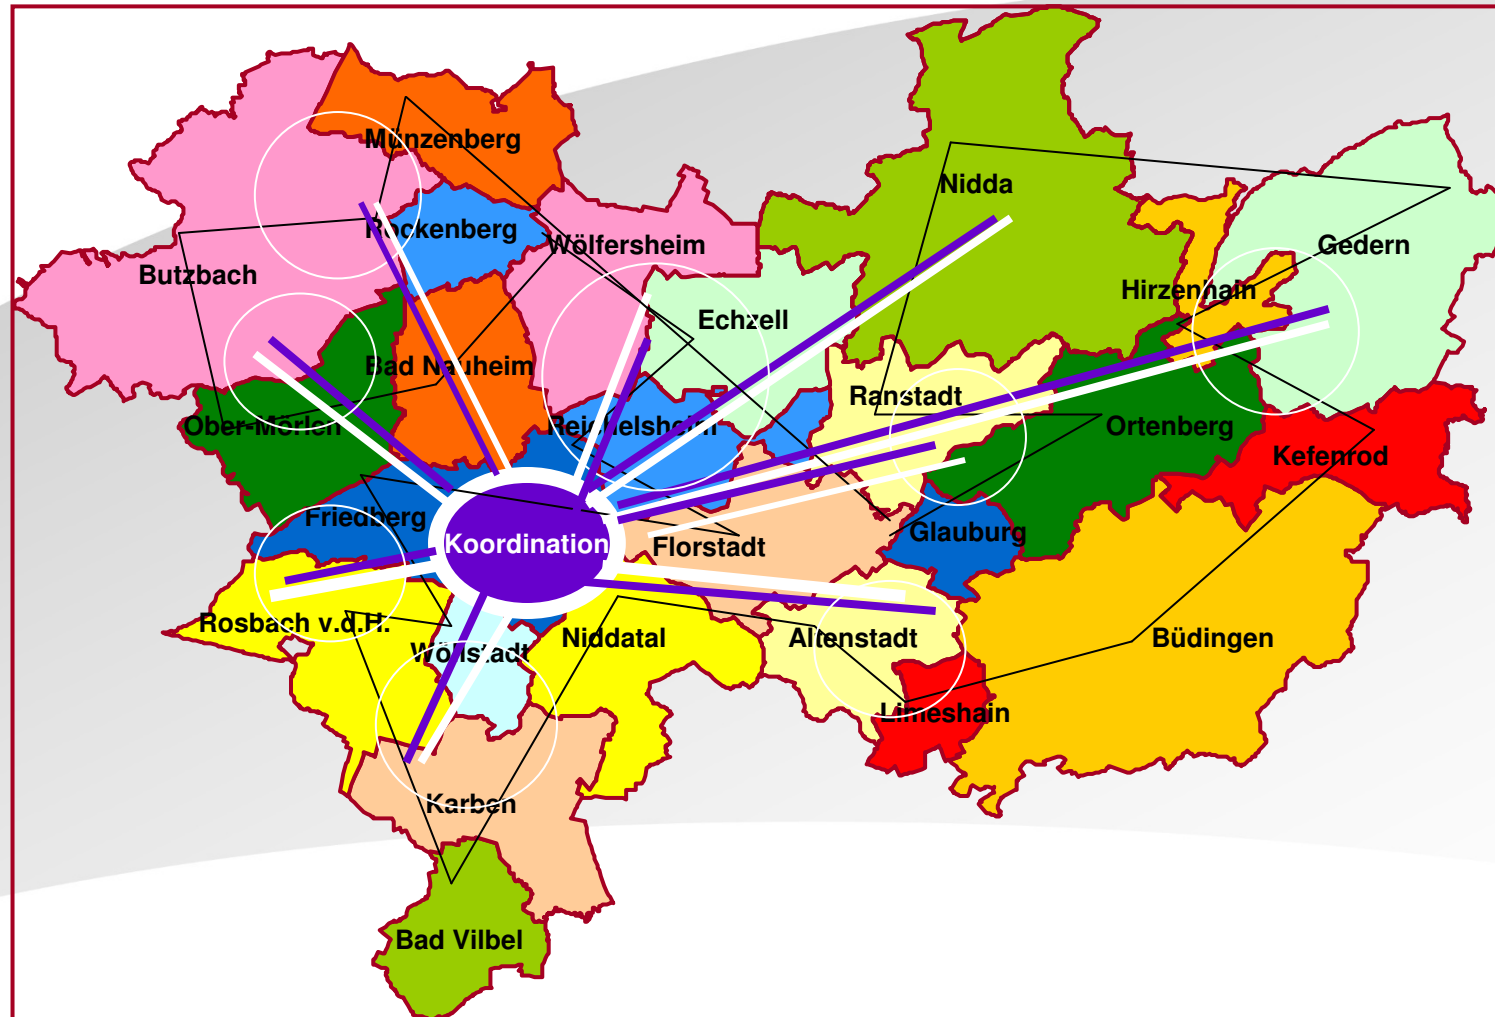 Münzenberg
Nidda
Rockenberg
Wölfersheim
Gedern
Butzbach
Hirzenhain
Echzell
Bad Nauheim
Ranstadt
Ober-Mörlen
Reichelsheim
Ortenberg
Kefenrod
Friedberg
Glauburg
Koordination
Florstadt
Rosbach v.d.H.
Wöllstadt
Niddatal
Altenstadt
Büdingen
Limeshain
Karben
Bad Vilbel